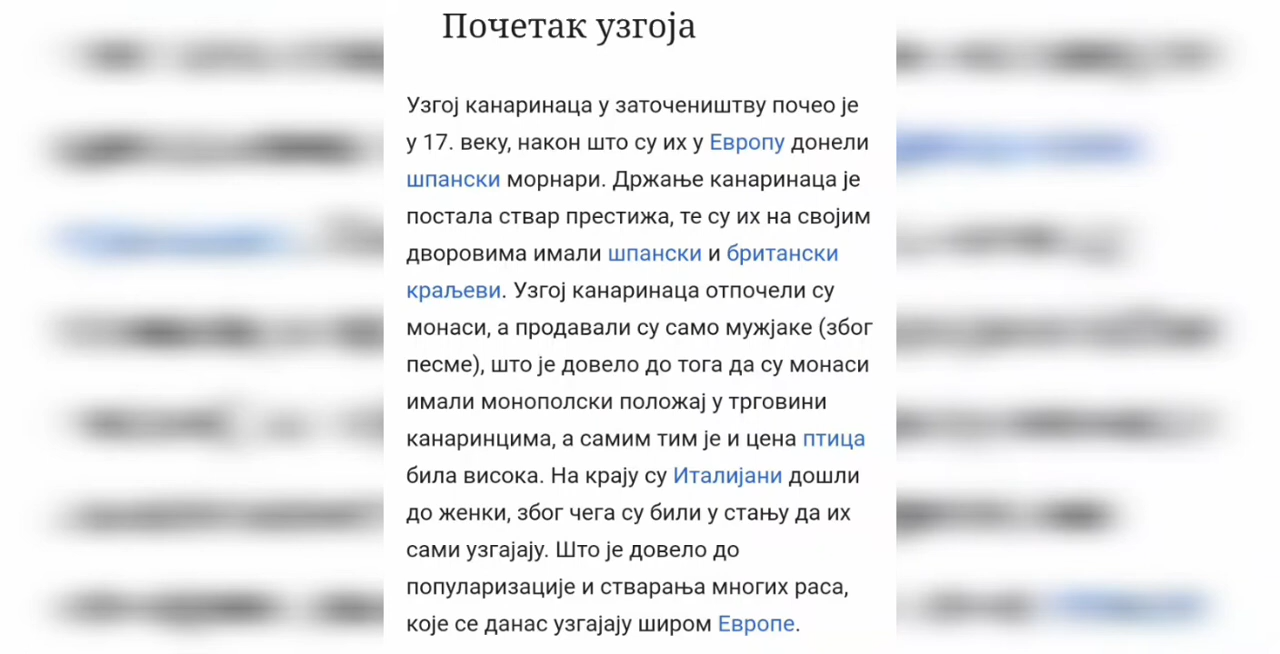 Почетак узгоја
Узгој канаринаца у заточеништву почео је
у 17. веку, након што су их у Европу донели
шпански морнари. Држање канаринаца је
постала ствар престижа, те су их на својим
дворовима имали шпански и британски
краљеви. Узгој канаринаца отпочели су
монаси, а продавали су само мужјаке (због
песме), што је довело до тога да су монаси
имали монополски положај у трговини
канаринцима, а самим тим је и цена птица
била висока. На крају су Италијани дошли
до женки, због чега су били у стању да их
сами узгајају. Што је довело до
популаризације и стварања многих раса,
које се данас узгајају широм Европе.